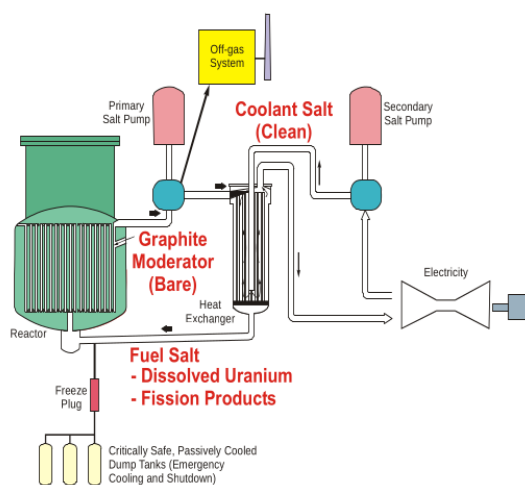 Off-gas
System
Primary
Salt Pump
Coolant Salt
(Clean)
Secondary
Salt Pump
Graphite
Moderator
(Bare)
Electricity
Reactor
Heat
Exchanger
Fuel Salt
- Dissolved Uranium
- Fission Products
Freeze
Plug
Critically Safe, Passively Cooled
Dump Tanks (Emergency
Cooling and Shutdown)